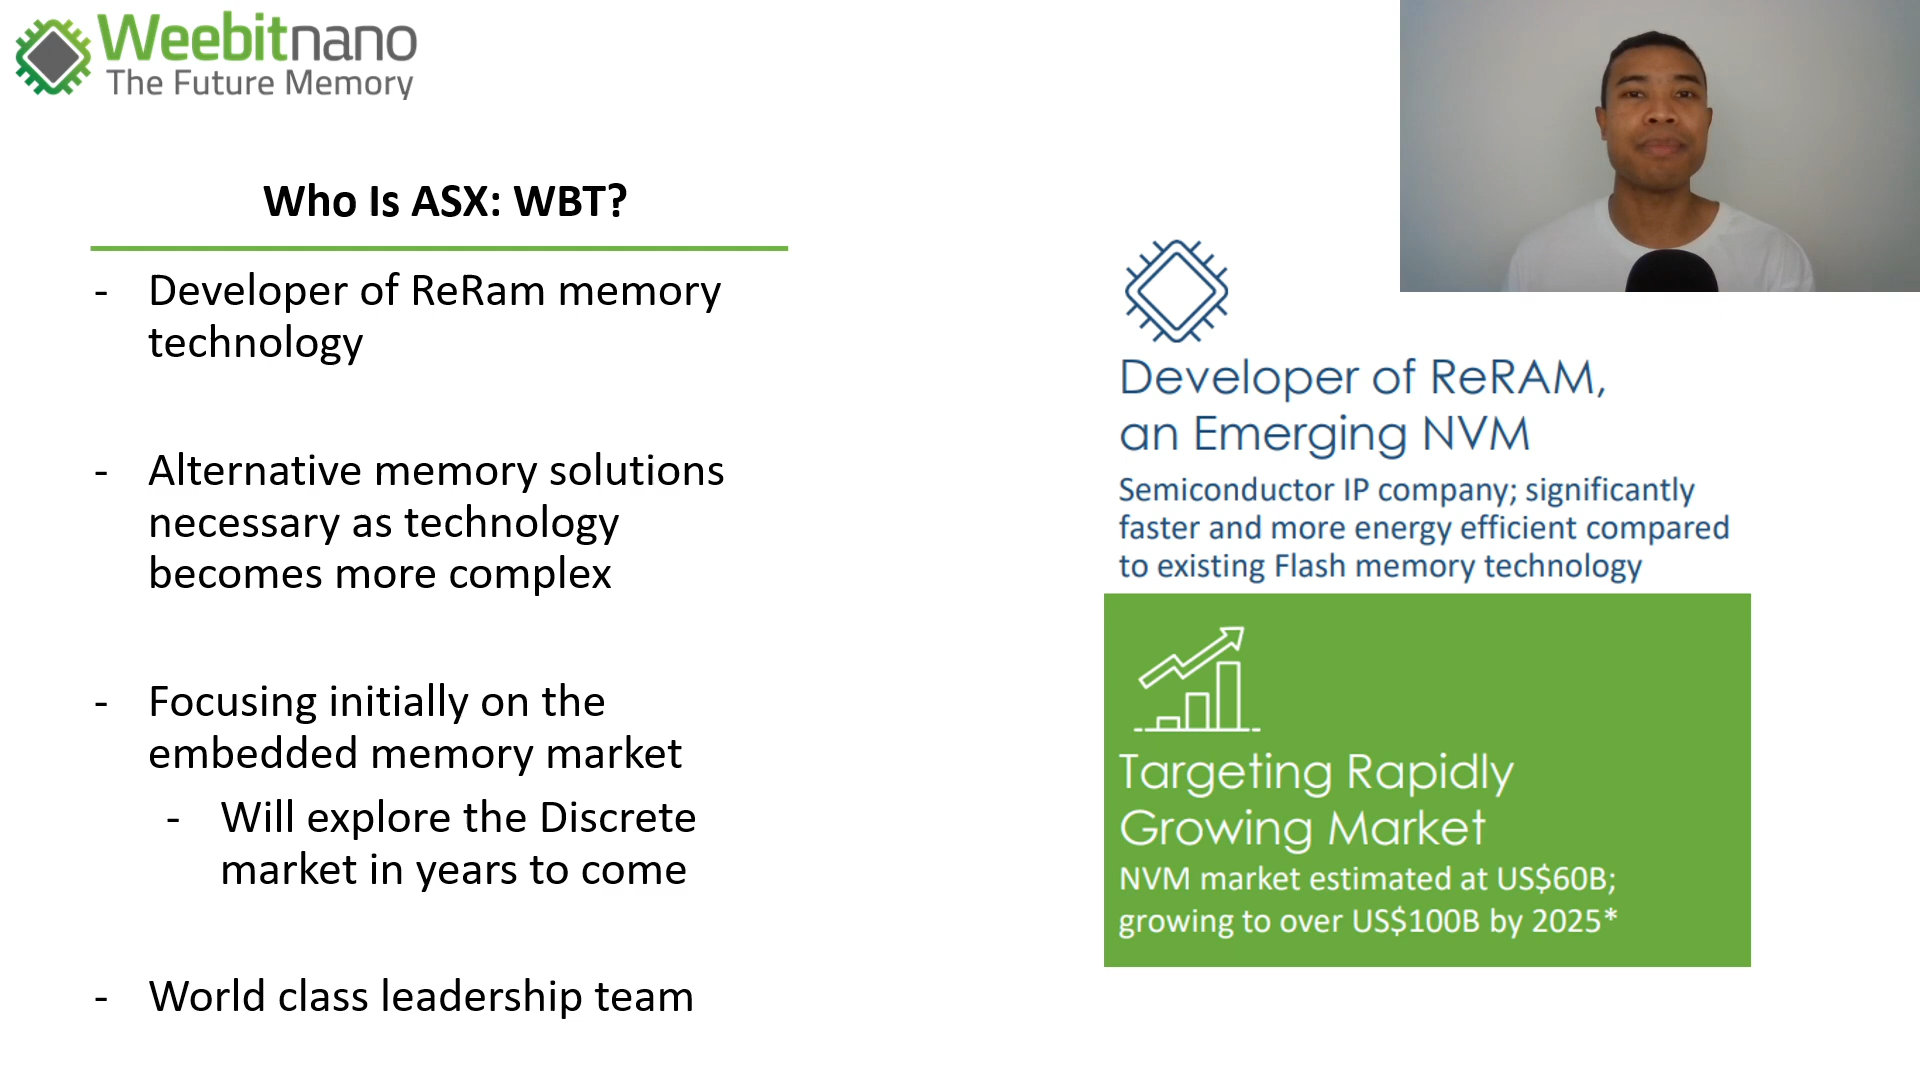 Weebitnano
The Future Memory
Who Is ASX: WBT?
- Developer of ReRam memory
technology
- Alternative memory solutions
necessary as technology
becomes more complex
- Focusing initially on the
embedded memory market
- Will explore the Discrete
market in years to come
- World class leadership team
Developer of ReRAM,
an Emerging NVM
Semiconductor IP company; significantly
faster and more energy efficient compared
to existing Flash memory technology
Targeting Rapidly
Growing Market
NVM market estimated at US$60B;
growing to over US$100B by 2025*